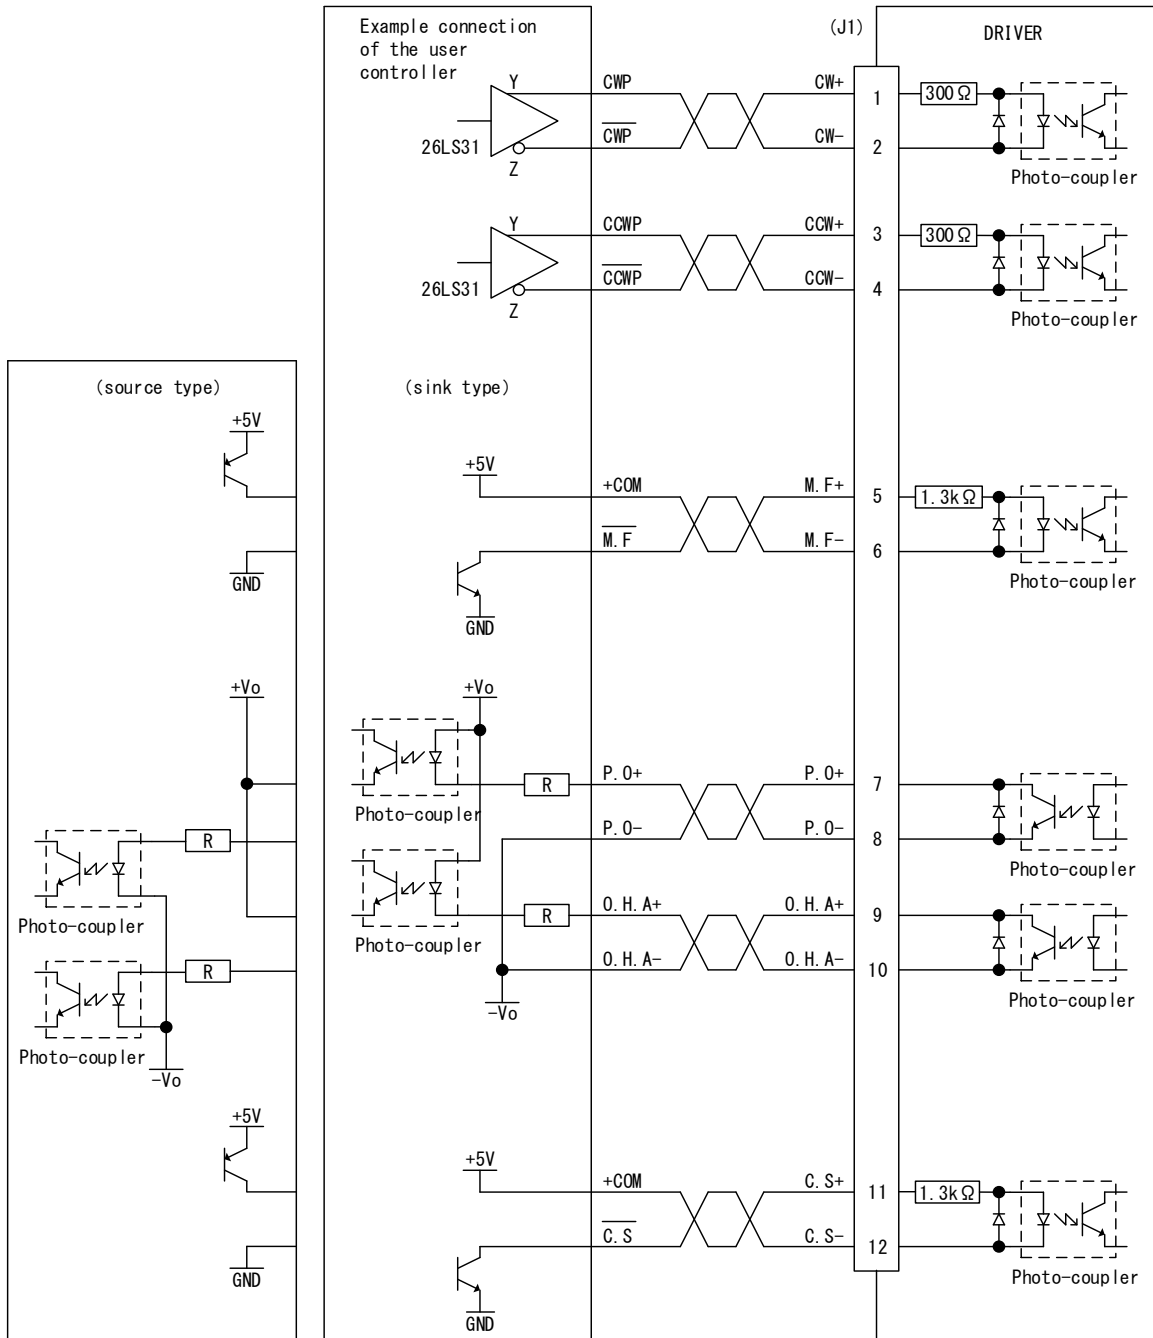 Example connection
of the user
controller
(J1)
DRIVER
Y
CWP
CW+
1
300Ω
26LS31
CWP
CW-
2
Z
Photo-coupler
Y
CCWP
CCW+
3
300Ω
26LS31
CCWP
CCW-
4
Z
Photo-coupler
(source type)
(sink type)
+5V
+5V
+COM
M.F+
5
1.3kΩ
M.F
M.F-
6
GND
Photo-coupler
GND
+Vo
+Vo
P.O+
P.O+
7
R
Photo-coupler
P.O-
P.O-
8
R
Photo-coupler
O.H.A+
O.H.A+
9
R
Photo-coupler
Photo-coupler
O.H.A-
O.H.A-
10
R
Photo-coupler
-Vo
Photo-coupler
-Vo
+5V
+5V
+COM
C.S+
11
1.3kΩ
C.S
C.S-
12
GND
Photo-coupler
GND